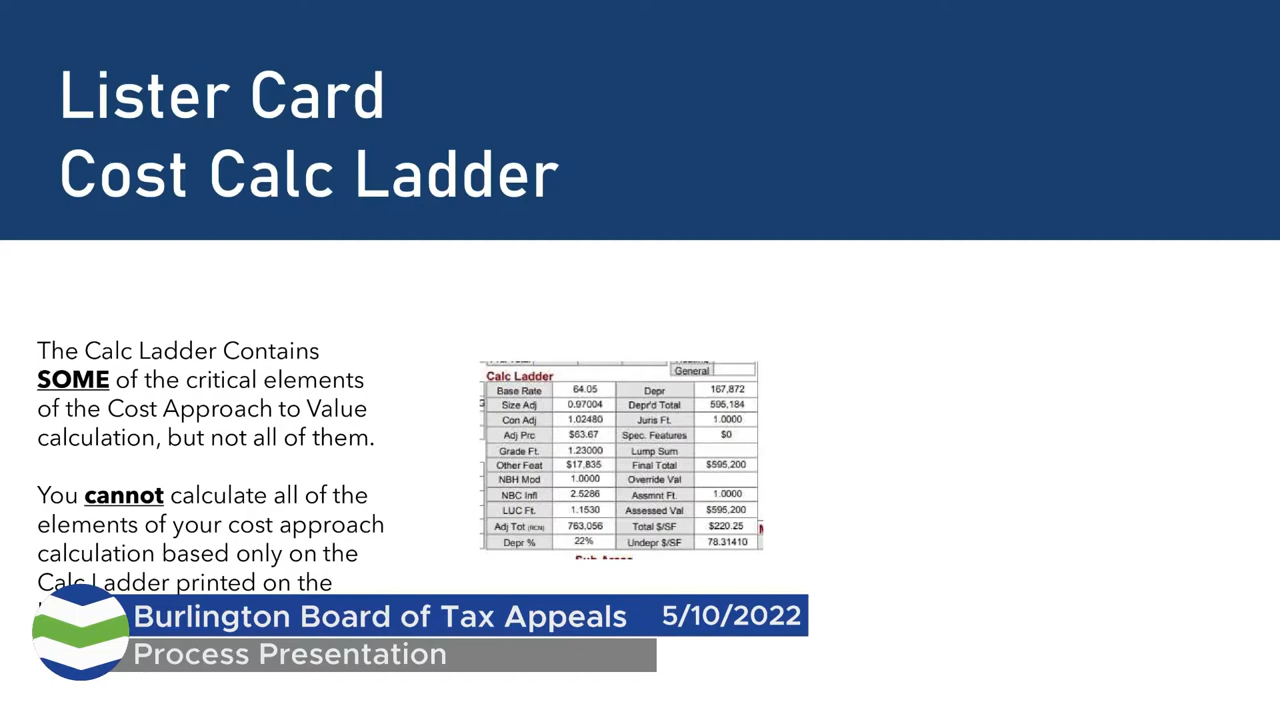 Lister Card
Cost Calc Ladder
The Calc Ladder Contains
SOME of the critical elements
of the Cost Approach to Value
calculation, but not all of them.
You cannot calculate all of the
elements of your cost approach
calculation based only on the
Calc Ladder printed on the
General
Calc Ladder
Base Rate 64.05 Depr 167,872
Size Adj 0.97004 Depr'd Total 595,184
Con Adj 1.02480 Juris Ft. 1.0000
Adj Prc $63.67 Spec. Features $0
Grade Ft. 1.23000 Lump Sum
Other Feat $17,835 Final Total $595,200
NBH Mod 1.0000 Override Val
NBC Infl 2.5286 Assmnt Ft. 1.0000
LUC Ft. 1.1530 Assessed Val $595,200
Adj Tot (RCN) 763,056 Total $/SF $220.25
Depr % 22% Undepr $/SF 78.31410
Burlington Board of Tax Appeals 5/10/2022
Process Presentation